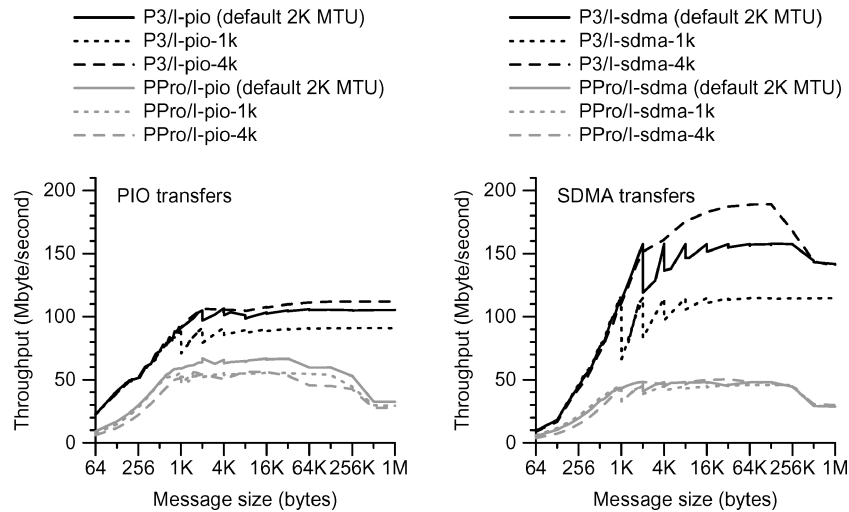 P3/I-pio (default 2K MTU)
P3/I-pio-1k
P3/I-pio-4k
PPro/I-pio (default 2K MTU)
PPro/I-pio-1k
PPro/I-pio-4k
PIO transfers
Throughput (Mbyte/second)
200
150
100
50
0
64
256
1K
4K
16K
64K
256K
1M
Message size (bytes)
P3/I-sdma (default 2K MTU)
P3/I-sdma-1k
P3/I-sdma-4k
PPro/I-sdma (default 2K MTU)
PPro/I-sdma-1k
PPro/I-sdma-4k
SDMA transfers
Throughput (Mbyte/second)
200
150
100
50
0
64
256
1K
4K
16K
64K
256K
1M
Message size (bytes)